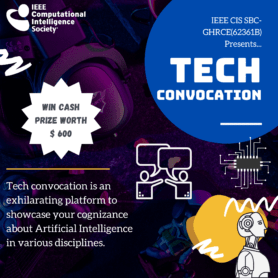 IEEE
Computational
Intelligence
Society
IEEE CIS SBC-
GHRCE(62361B)
Presents...
TECH
CONVOCATION
WIN CASH
PRIZE WORTH
$ 600
Tech convocation is an
exhilarating platform to
showcase your cognizance
about Artificial Intelligence
in various disciplines.